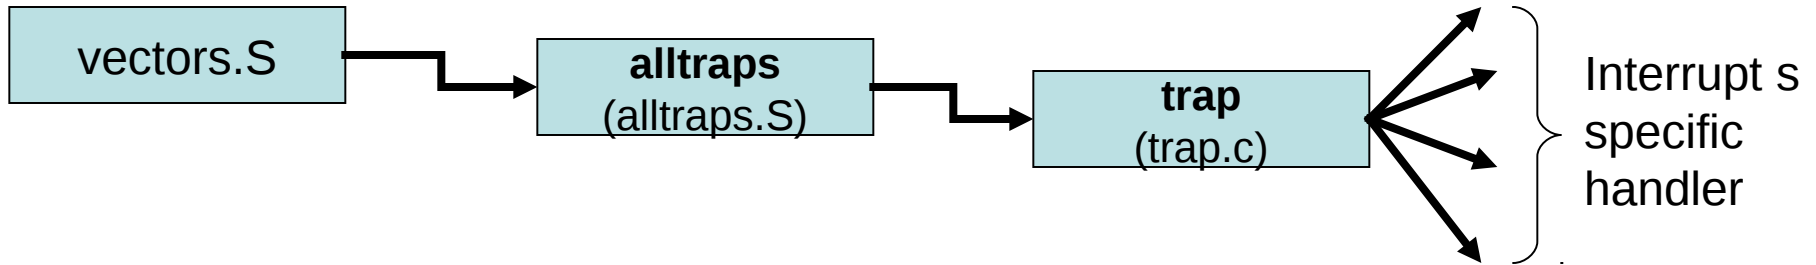 vectors.S
alltraps
(alltraps.S)
trap
(trap.c)
Interrupt s
specific
handler